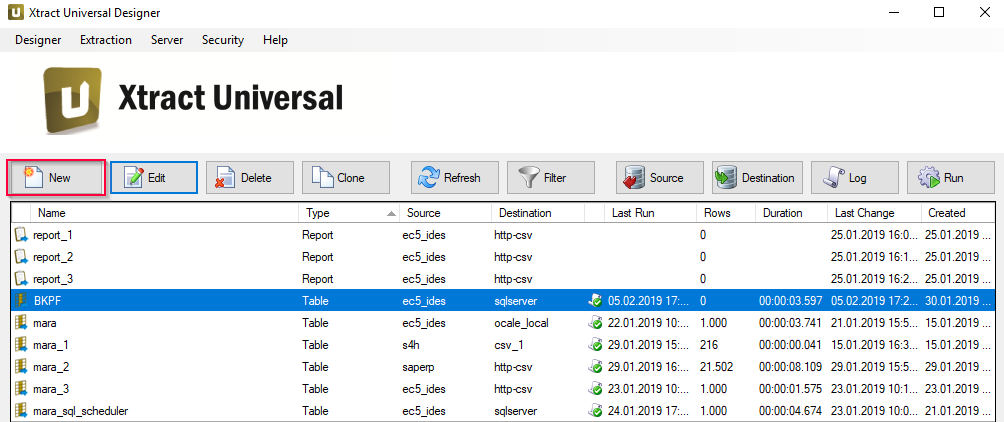 Xtract Universal Designer
Designer Extraction Server Security Help
Xtract Universal
New Edit Delete Clone Refresh Filter Source Destination Log Run
Name Type Source Destination Last Run Rows Duration Last Change Created
report_1 Report ec5_ides http-csv 0 25.01.2019 16:0... 25.01.2019 ...
report_2 Report ec5_ides http-csv 0 25.01.2019 16:1... 25.01.2019 ...
report_3 Report ec5_ides http-csv 0 25.01.2019 16:2... 25.01.2019 ...
BKPF Table ec5_ides sqlserver 05.02.2019 17:... 0 00:00:03.597 05.02.2019 17:2... 30.01.2019 ...
mara Table ec5_ides ocale_local 22.01.2019 10:... 1.000 00:00:03.741 21.01.2019 15:5... 15.01.2019 ...
mara_1 Table s4h csv_1 29.01.2019 15:... 216 00:00:00.041 15.01.2019 16:3... 15.01.2019 ...
mara_2 Table saperp http-csv 29.01.2019 16:... 21.502 00:00:08.109 29.01.2019 15:5... 29.01.2019 ...
mara_3 Table ec5_ides http-csv 23.01.2019 10:... 1.000 00:00:01.575 23.01.2019 10:1... 23.01.2019 ...
mara_sql_scheduler Table ec5_ides sqlserver 24.01.2019 17:... 1.000 00:00:04.674 23.01.2019 10:0... 21.01.2019 ...